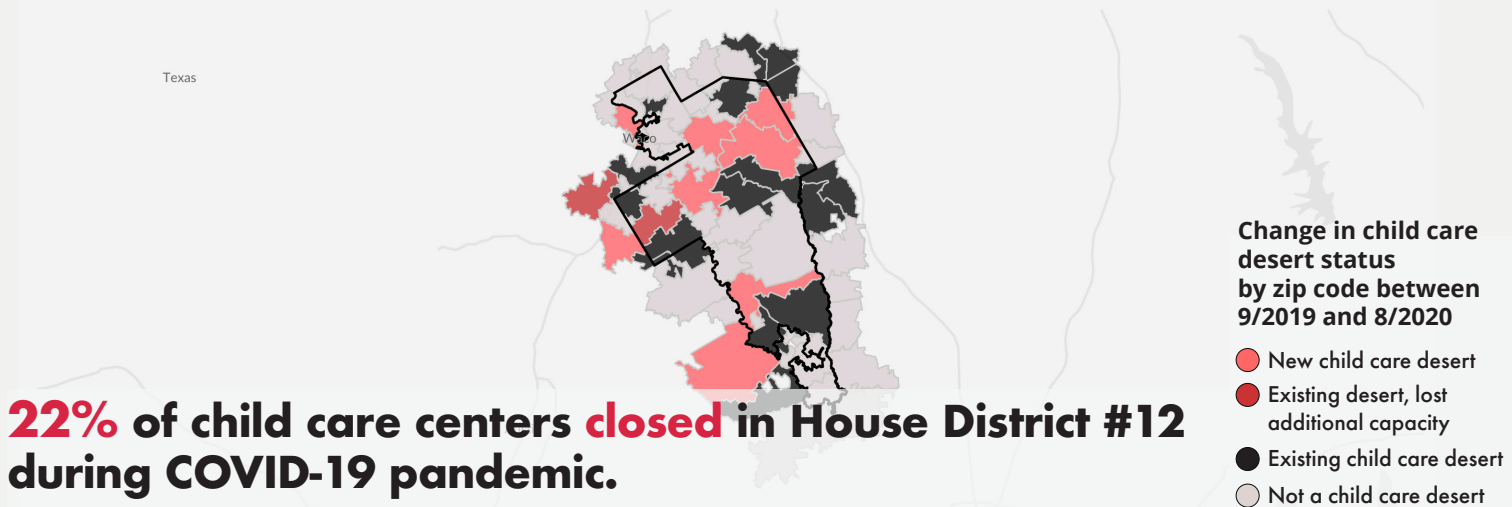 Texas
Waco
Change in child care
desert status
by zip code between
9/2019 and 8/2020
New child care desert
Existing desert, lost
additional capacity
Existing child care desert
Not a child care desert
22% of child care centers closed in House District #12
during COVID-19 pandemic.